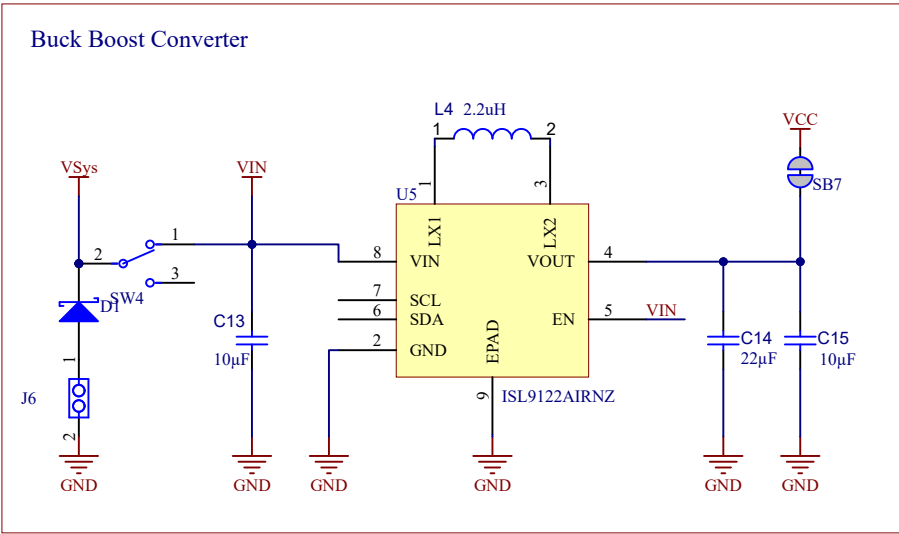 Buck Boost Converter
L4 2.2uH
1 2
VCC
VSys
VIN
SB7
U5
1
3
LX1
LX2
1
2
3
SW4
D1
8
VIN
VOUT
4
7
SCL
6
SDA
EN
5
VIN
2
GND
EPAD
C13
10µF
C14
22µF
C15
10µF
1
J6
2
9
ISL9122AIRNZ
GND
GND
GND
GND
GND
GND